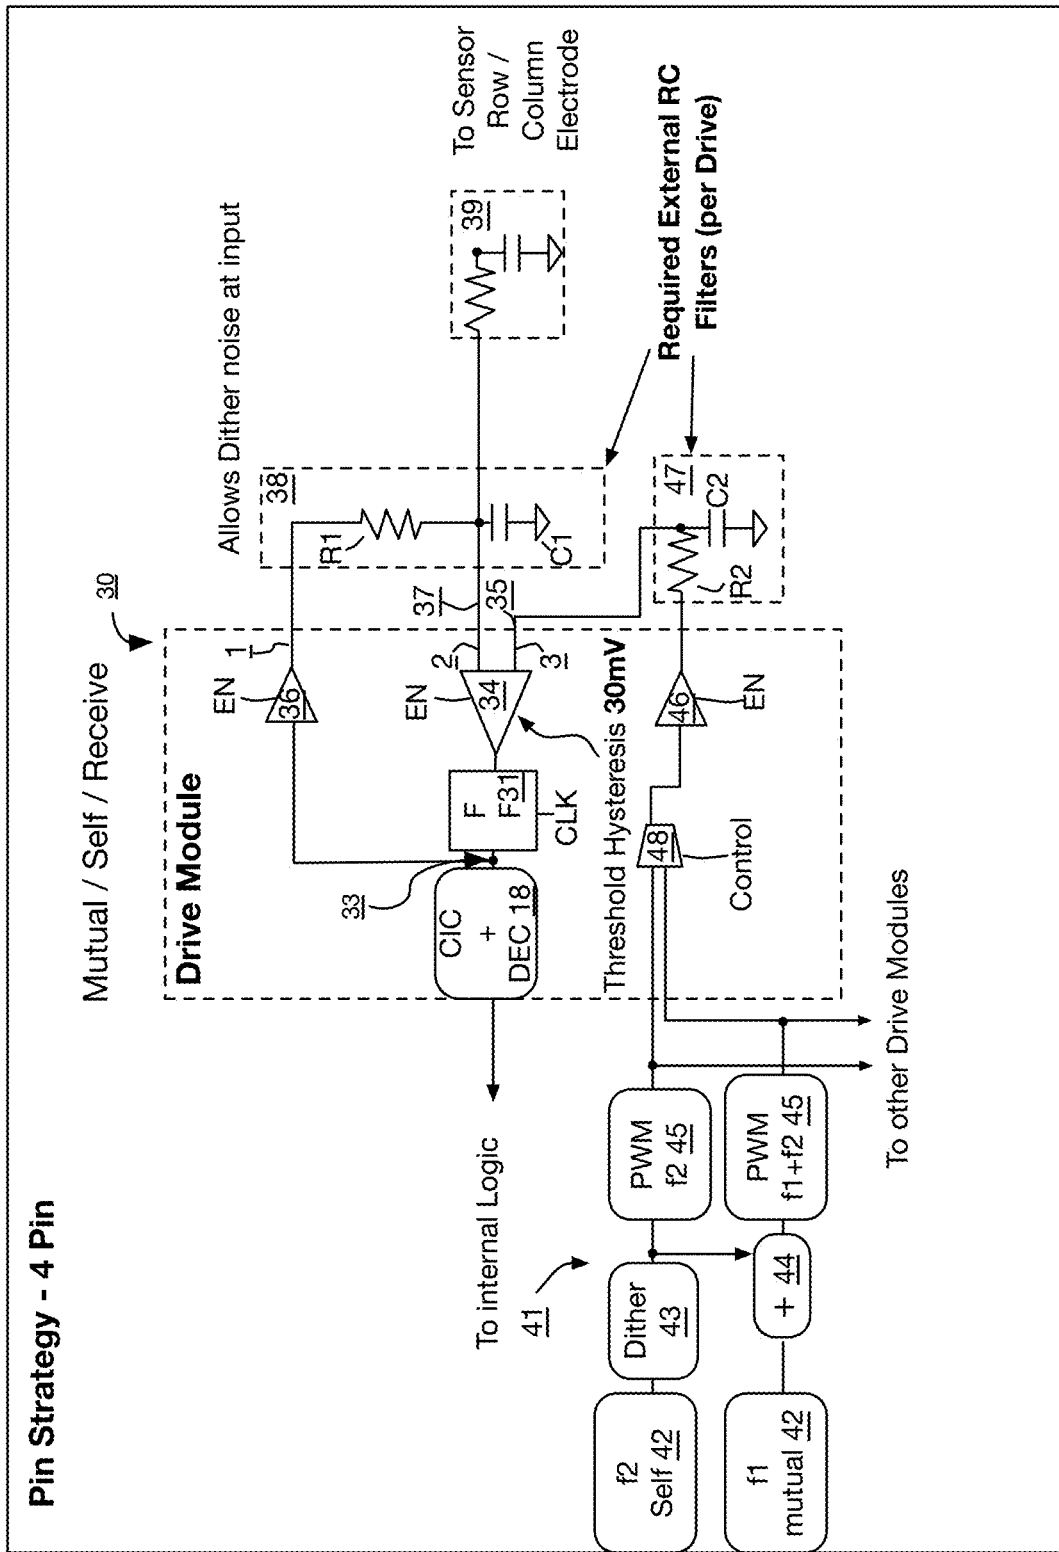 Pin Strategy - 4 Pin
Mutual / Self / Receive
30
Drive Module
EN
36
1
Allows Dither noise at input
38
R1
C1
39
To Sensor
Row /
Column
Electrode
33
CIC
+
DEC 18
F
F31
CLK
EN
34
2
3
37
35
To internal Logic
Threshold Hysteresis 30mV
Required External RC
Filters (per Drive)
41
f2
Self 42
Dither
43
PWM
f2 45
48
Control
46
EN
47
R2
C2
f1
mutual 42
+ 44
PWM
f1+f2 45
To other Drive Modules